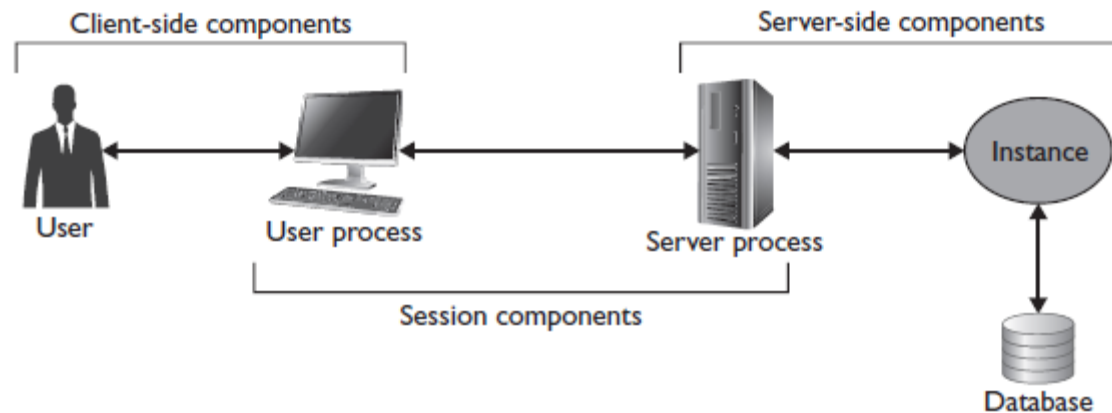 Client-side components
Server-side components
Instance
User
User process
Server process
Session components
Database